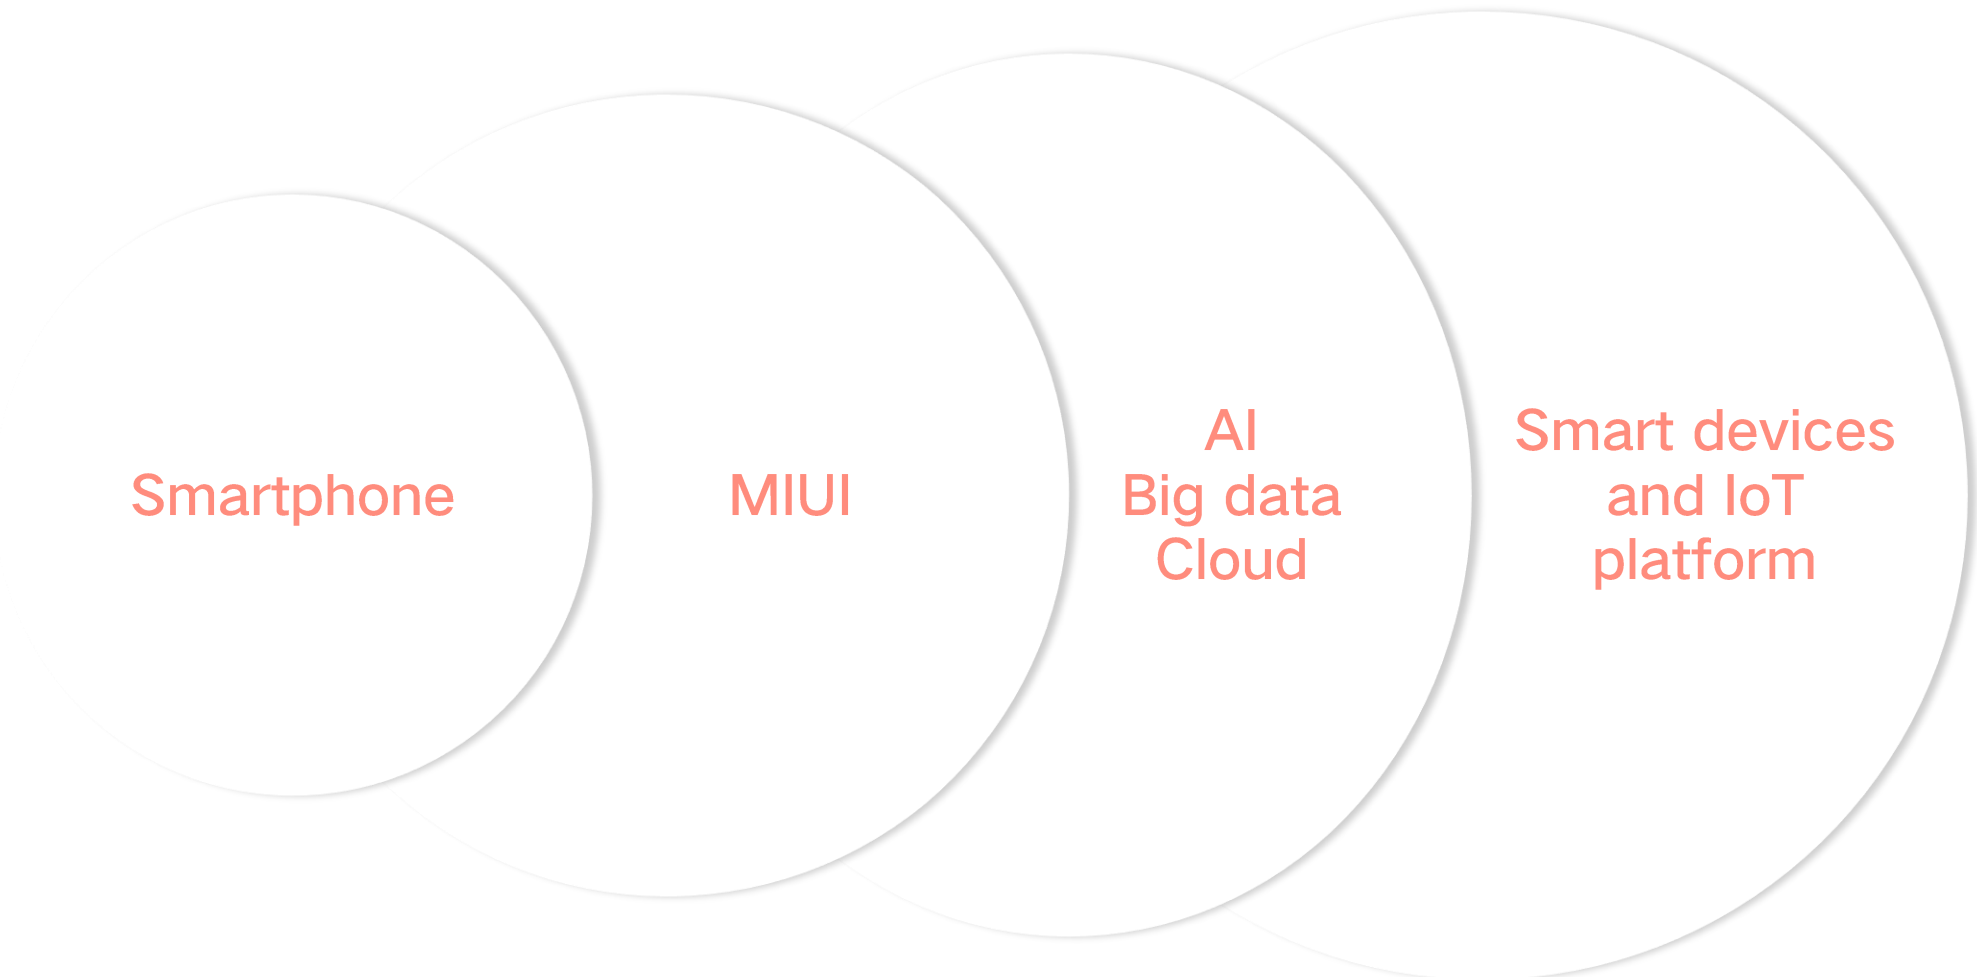 Smartphone
MIUI
AI
Big data
Cloud
Smart devices
and IoT
platform